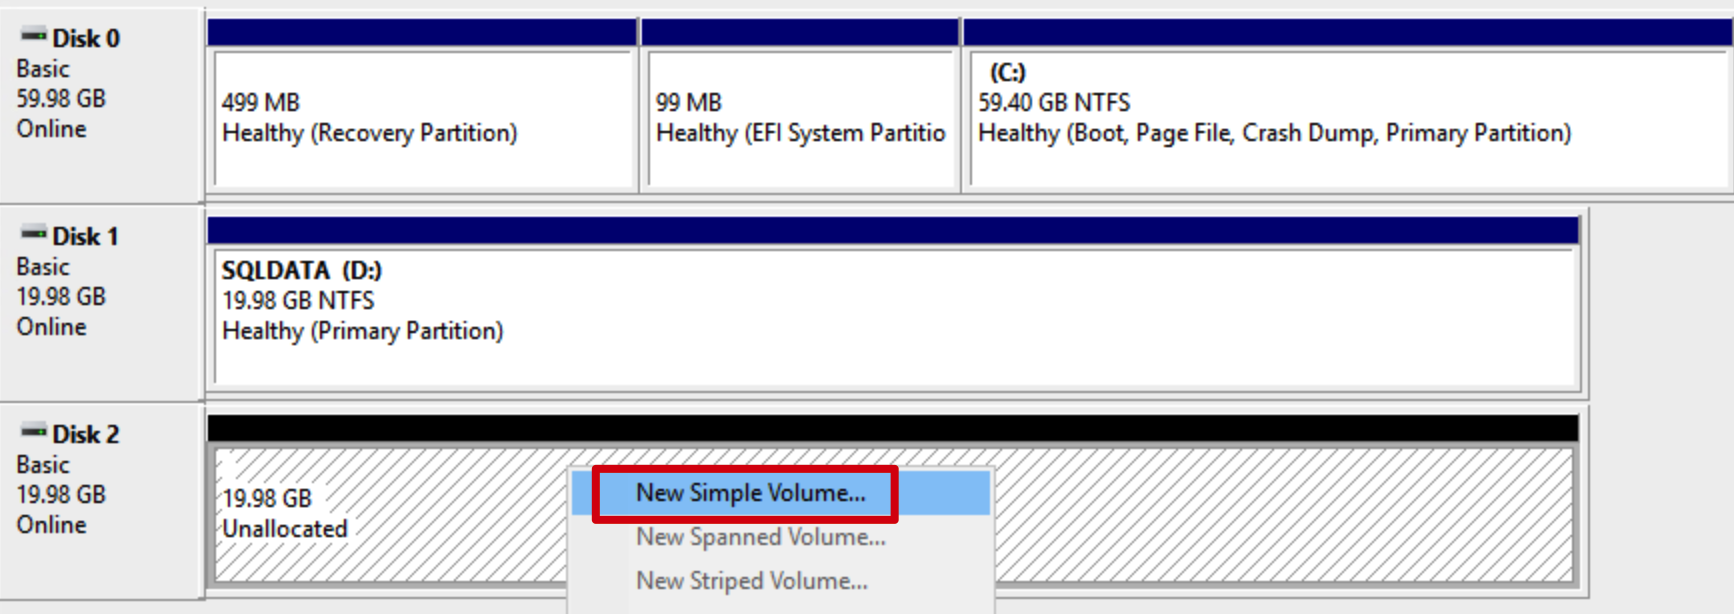 Disk 0
Basic
59.98 GB
Online
499 MB
Healthy (Recovery Partition)
99 MB
Healthy (EFI System Partitio
(C:)
59.40 GB NTFS
Healthy (Boot, Page File, Crash Dump, Primary Partition)
Disk 1
Basic
19.98 GB
Online
SQLDATA (D:)
19.98 GB NTFS
Healthy (Primary Partition)
Disk 2
Basic
19.98 GB
Online
19.98 GB
Unallocated
New Simple Volume...
New Spanned Volume...
New Striped Volume...